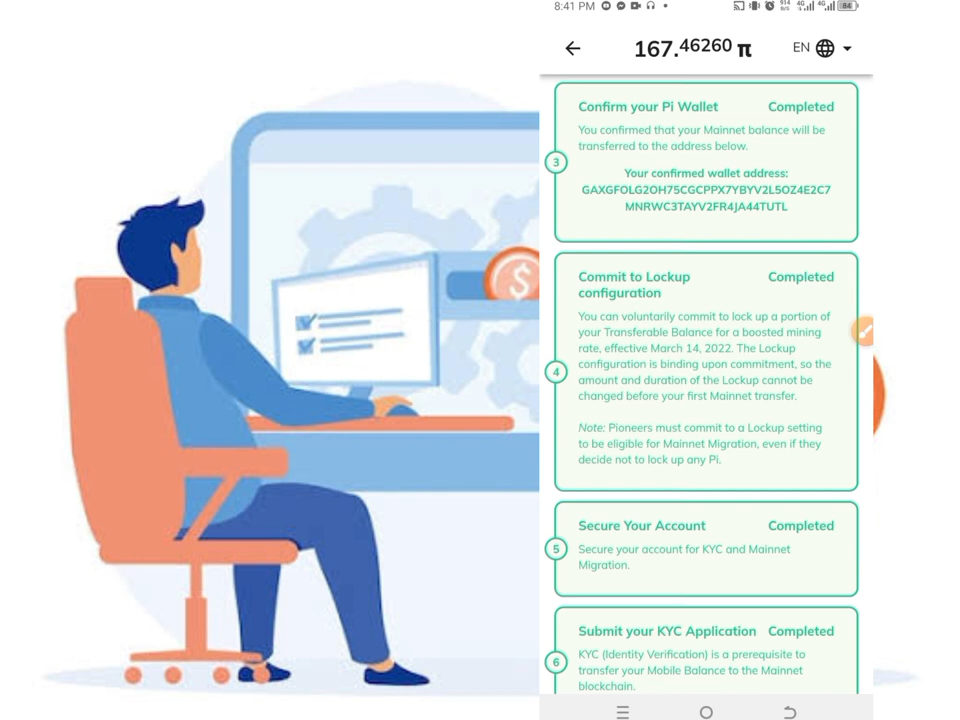 8:41 PM
914 B/S 4G 4G 84
167.46260 π
EN
Confirm your Pi Wallet Completed
You confirmed that your Mainnet balance will be
transferred to the address below.
3
Your confirmed wallet address:
GAXGFOLG2OH75CGCPPX7YBYV2L5OZ4E2C7
MNRWC3TAYV2FR4JA44TUTL
Commit to Lockup Completed
configuration
You can voluntarily commit to lock up a portion of
your Transferable Balance for a boosted mining
rate, effective March 14, 2022. The Lockup
configuration is binding upon commitment, so the
4
amount and duration of the Lockup cannot be
changed before your first Mainnet transfer.
Note: Pioneers must commit to a Lockup setting
to be eligible for Mainnet Migration, even if they
decide not to lock up any Pi.
Secure Your Account Completed
5
Secure your account for KYC and Mainnet
Migration.
Submit your KYC Application Completed
KYC (Identity Verification) is a prerequisite to
6
transfer your Mobile Balance to the Mainnet
blockchain.
$